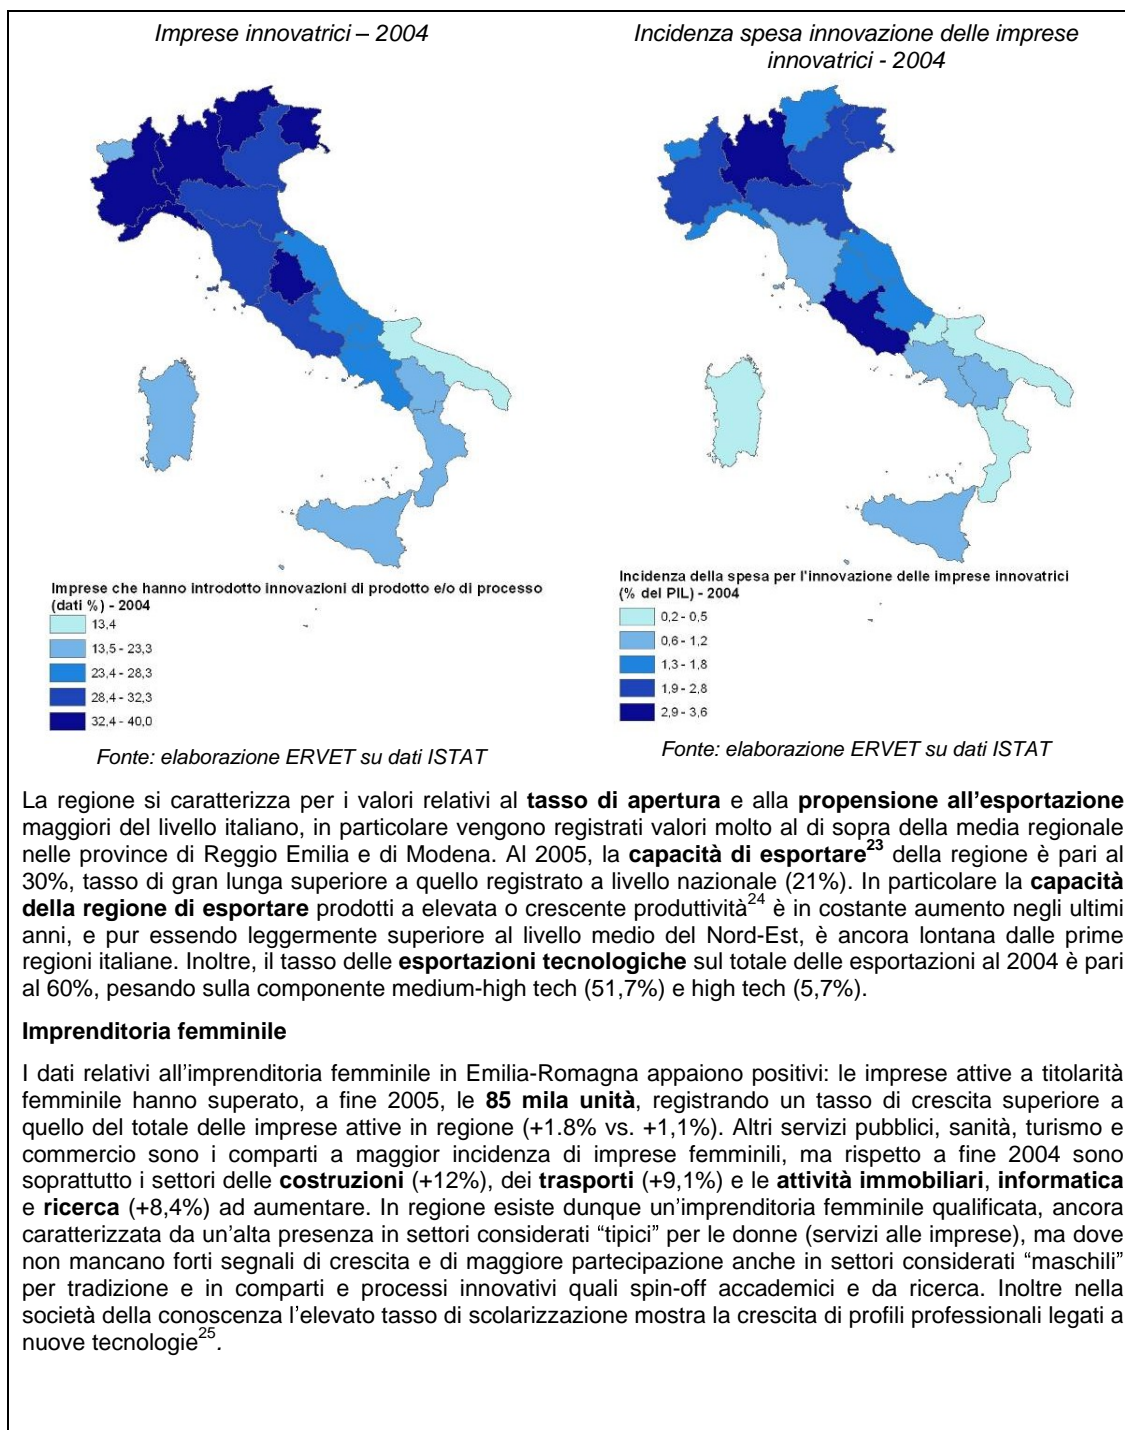 Imprese innovatrici – 2004
Incidenza spesa innovazione delle imprese
innovatrici - 2004
Imprese che hanno introdotto innovazioni di prodotto e/o di processo
(dati %) - 2004
13,4
13,5 - 23,3
23,4 - 28,3
28,4 - 32,3
32,4 - 40,0
Incidenza della spesa per l'innovazione delle imprese innovatrici
(% del PIL) - 2004
0,2 - 0,5
0,6 - 1,2
1,3 - 1,8
1,9 - 2,8
2,9 - 3,6
Fonte: elaborazione ERVET su dati ISTAT
Fonte: elaborazione ERVET su dati ISTAT
La regione si caratterizza per i valori relativi al tasso di apertura e alla propensione all'esportazione
maggiori del livello italiano, in particolare vengono registrati valori molto al di sopra della media regionale
nelle province di Reggio Emilia e di Modena. Al 2005, la capacità di esportare23 della regione è pari al
30%, tasso di gran lunga superiore a quello registrato a livello nazionale (21%). In particolare la capacità
della regione di esportare prodotti a elevata o crescente produttività24 è in costante aumento negli ultimi
anni, e pur essendo leggermente superiore al livello medio del Nord-Est, è ancora lontana dalle prime
regioni italiane. Inoltre, il tasso delle esportazioni tecnologiche sul totale delle esportazioni al 2004 è pari
al 60%, pesando sulla componente medium-high tech (51,7%) e high tech (5,7%).
Imprenditoria femminile
I dati relativi all'imprenditoria femminile in Emilia-Romagna appaiono positivi: le imprese attive a titolarità
femminile hanno superato, a fine 2005, le 85 mila unità, registrando un tasso di crescita superiore a
quello del totale delle imprese attive in regione (+1.8% vs. +1,1%). Altri servizi pubblici, sanità, turismo e
commercio sono i comparti a maggior incidenza di imprese femminili, ma rispetto a fine 2004 sono
soprattutto i settori delle costruzioni (+12%), dei trasporti (+9,1%) e le attività immobiliari, informatica
e ricerca (+8,4%) ad aumentare. In regione esiste dunque un'imprenditoria femminile qualificata, ancora
caratterizzata da un'alta presenza in settori considerati “tipici” per le donne (servizi alle imprese), ma dove
non mancano forti segnali di crescita e di maggiore partecipazione anche in settori considerati “maschili”
per tradizione e in comparti e processi innovativi quali spin-off accademici e da ricerca. Inoltre nella
società della conoscenza l'elevato tasso di scolarizzazione mostra la crescita di profili professionali legati a
nuove tecnologie25.